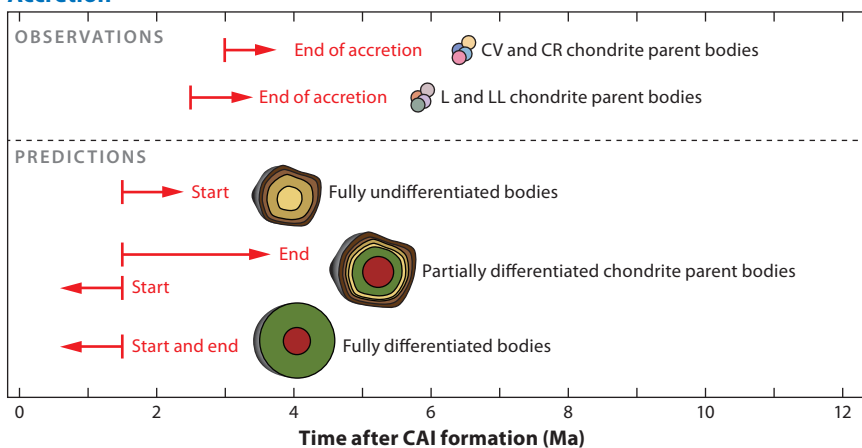 Accretion
OBSERVATIONS
End of accretion CV and CR chondrite parent bodies
End of accretion L and LL chondrite parent bodies
PREDICTIONS
Start Fully undifferentiated bodies
End
Partially differentiated chondrite parent bodies
Start
Start and end Fully differentiated bodies
0 2 4 6 8 10 12
Time after CAI formation (Ma)